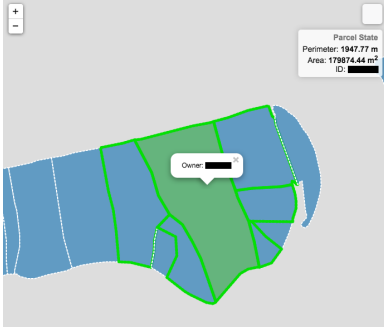 +
−
Parcel State
Perimeter: 1947.77 m
Area: 179874.44 m²
ID:
Owner:
×